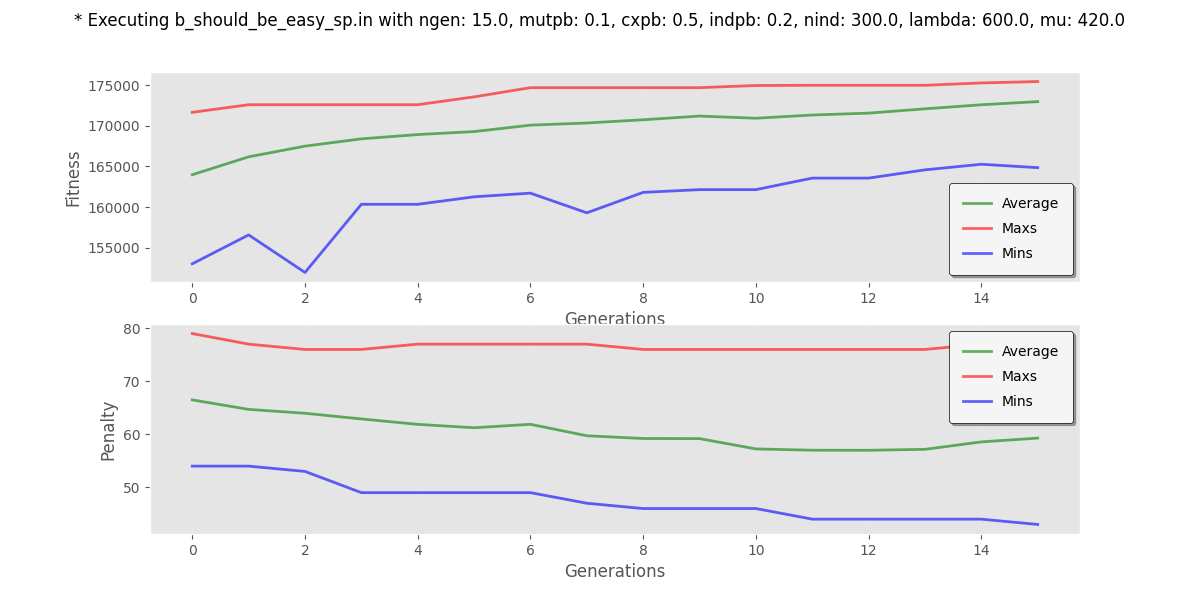 * Executing b_should_be_easy_sp.in with ngen: 15.0, mutpb: 0.1, cxpb: 0.5, indpb: 0.2, nind: 300.0, lambda: 600.0, mu: 420.0
175000
170000
165000
160000
155000
Fitness
Average
Maxs
Mins
0 2 4 6 8 10 12 14
Generations
80
70
60
50
Penalty
Average
Maxs
Mins
0 2 4 6 8 10 12 14
Generations